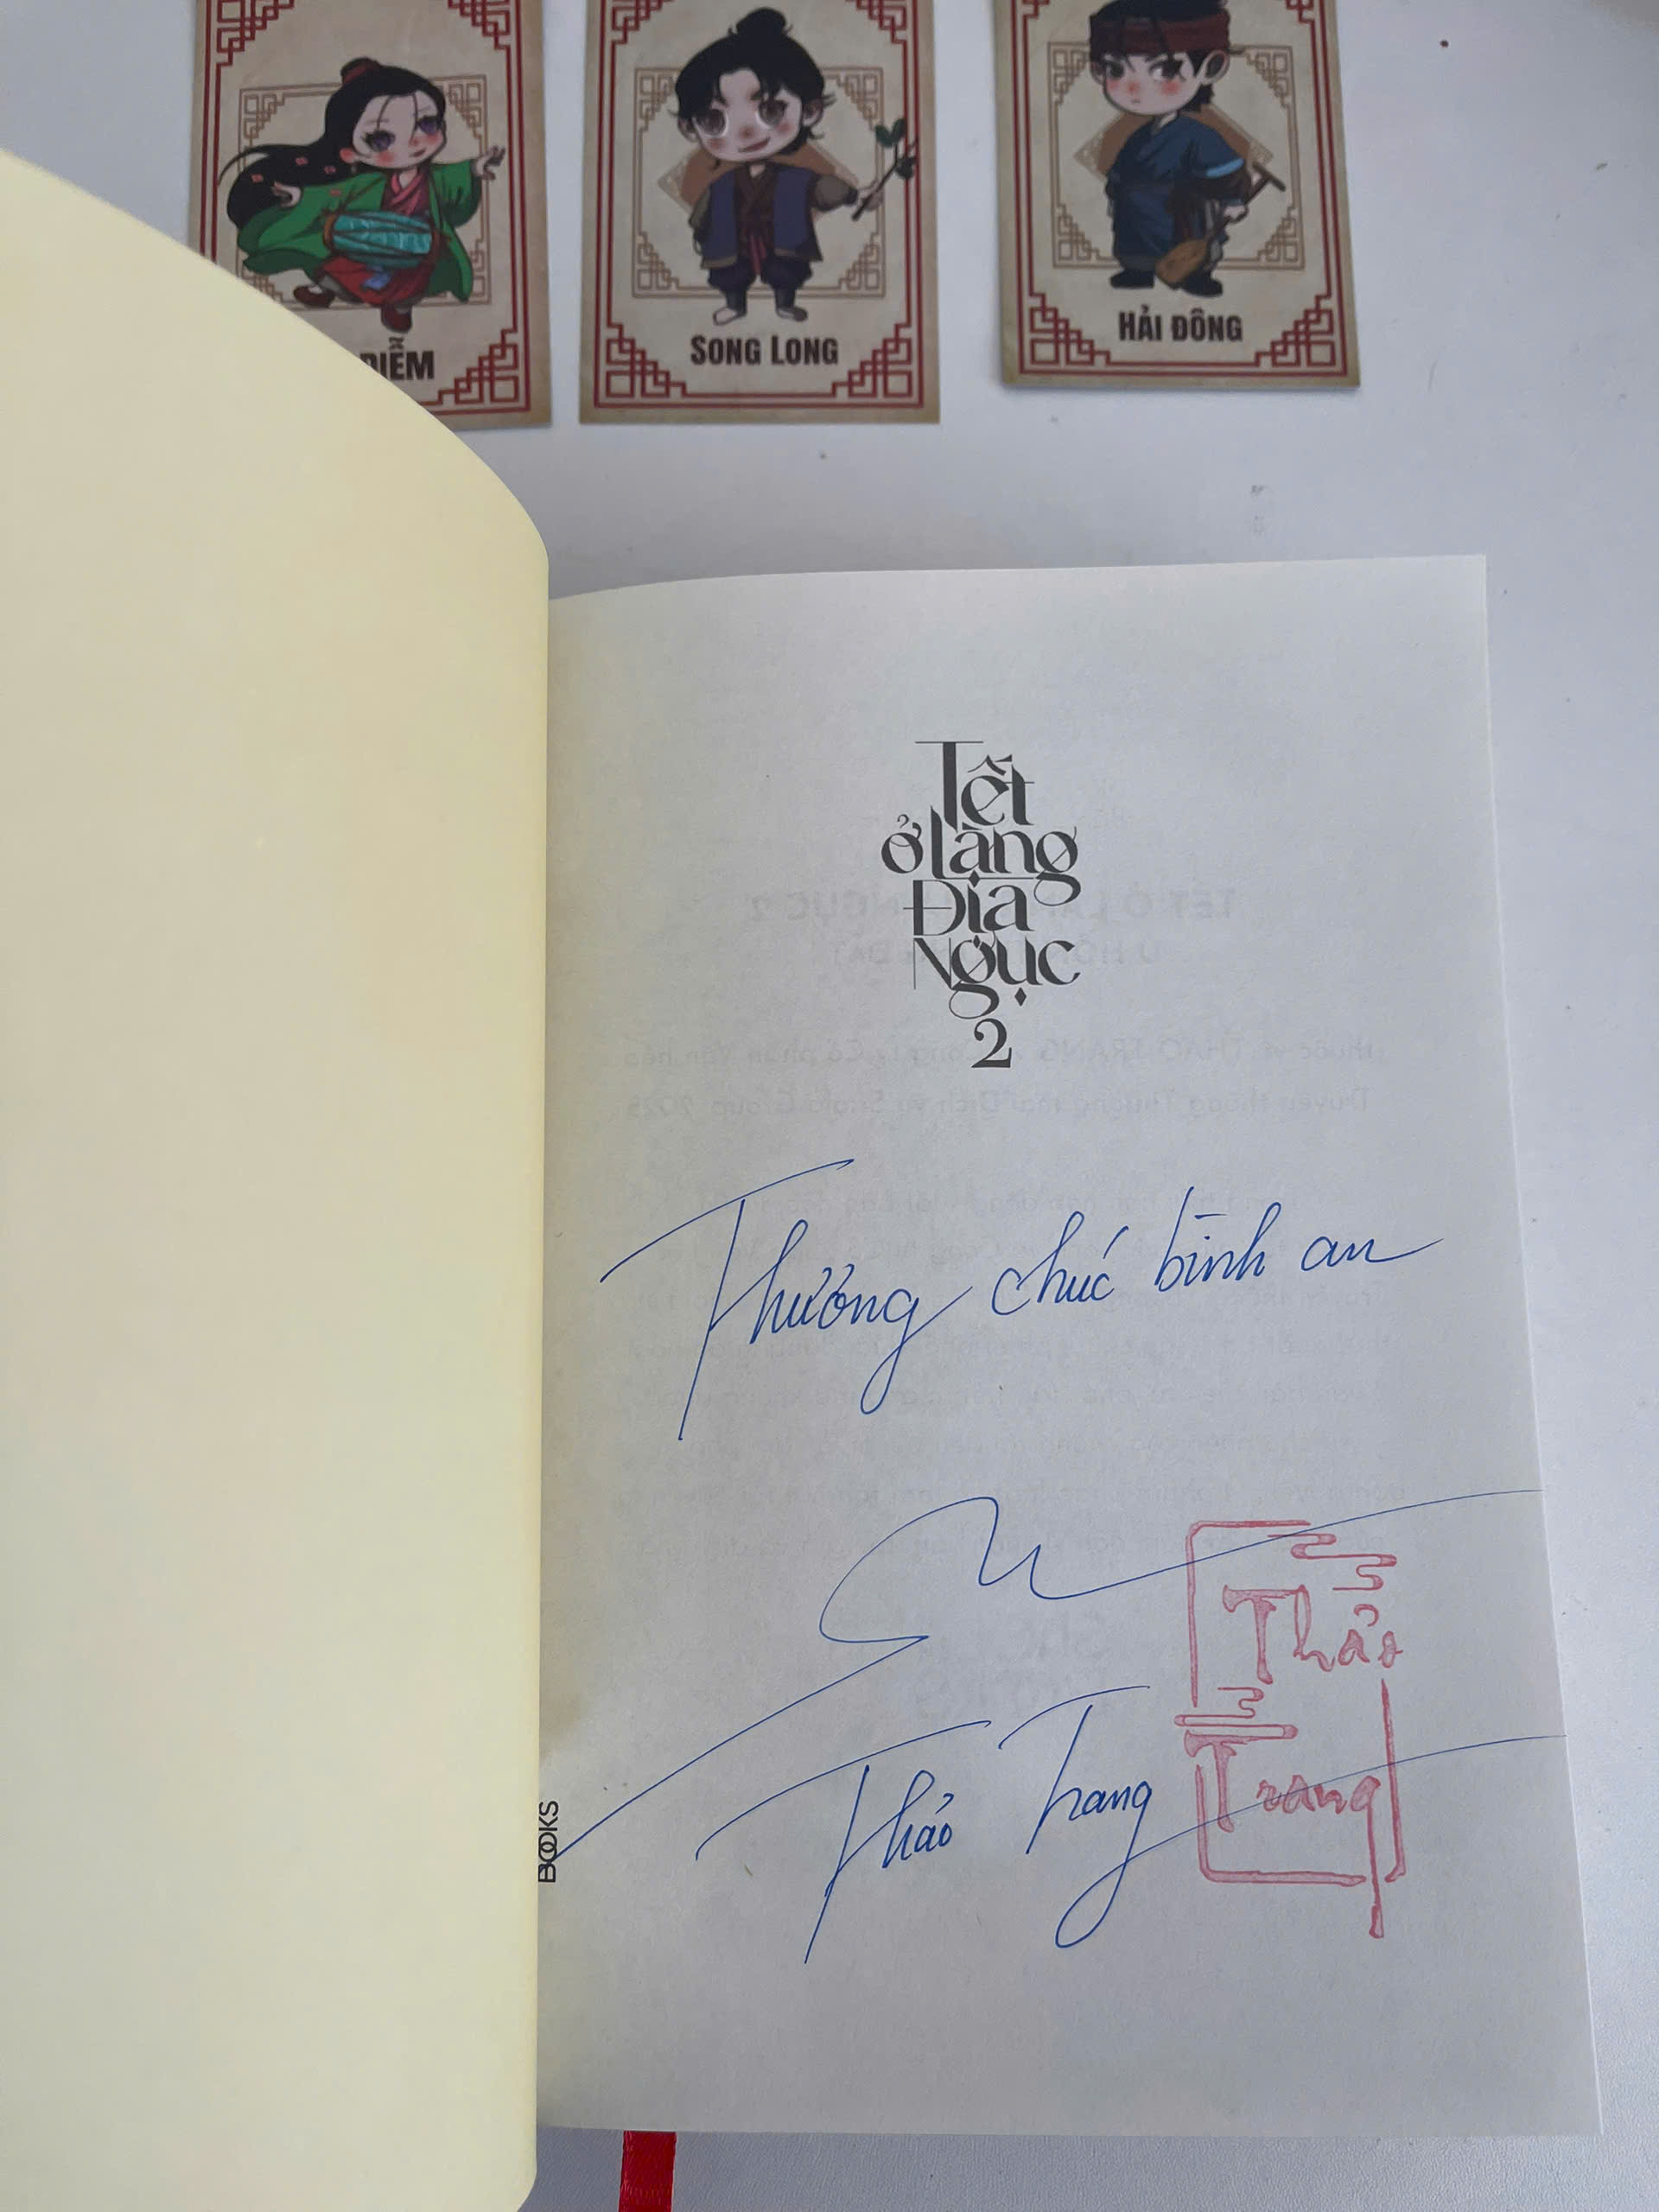 DIỄM
SONG LONG
HẢI ĐÔNG
Tết
ở làng
Địa
Ngục
2
Thương chúc bình an
Thảo Trang
Thảo
Trang
BOOKS